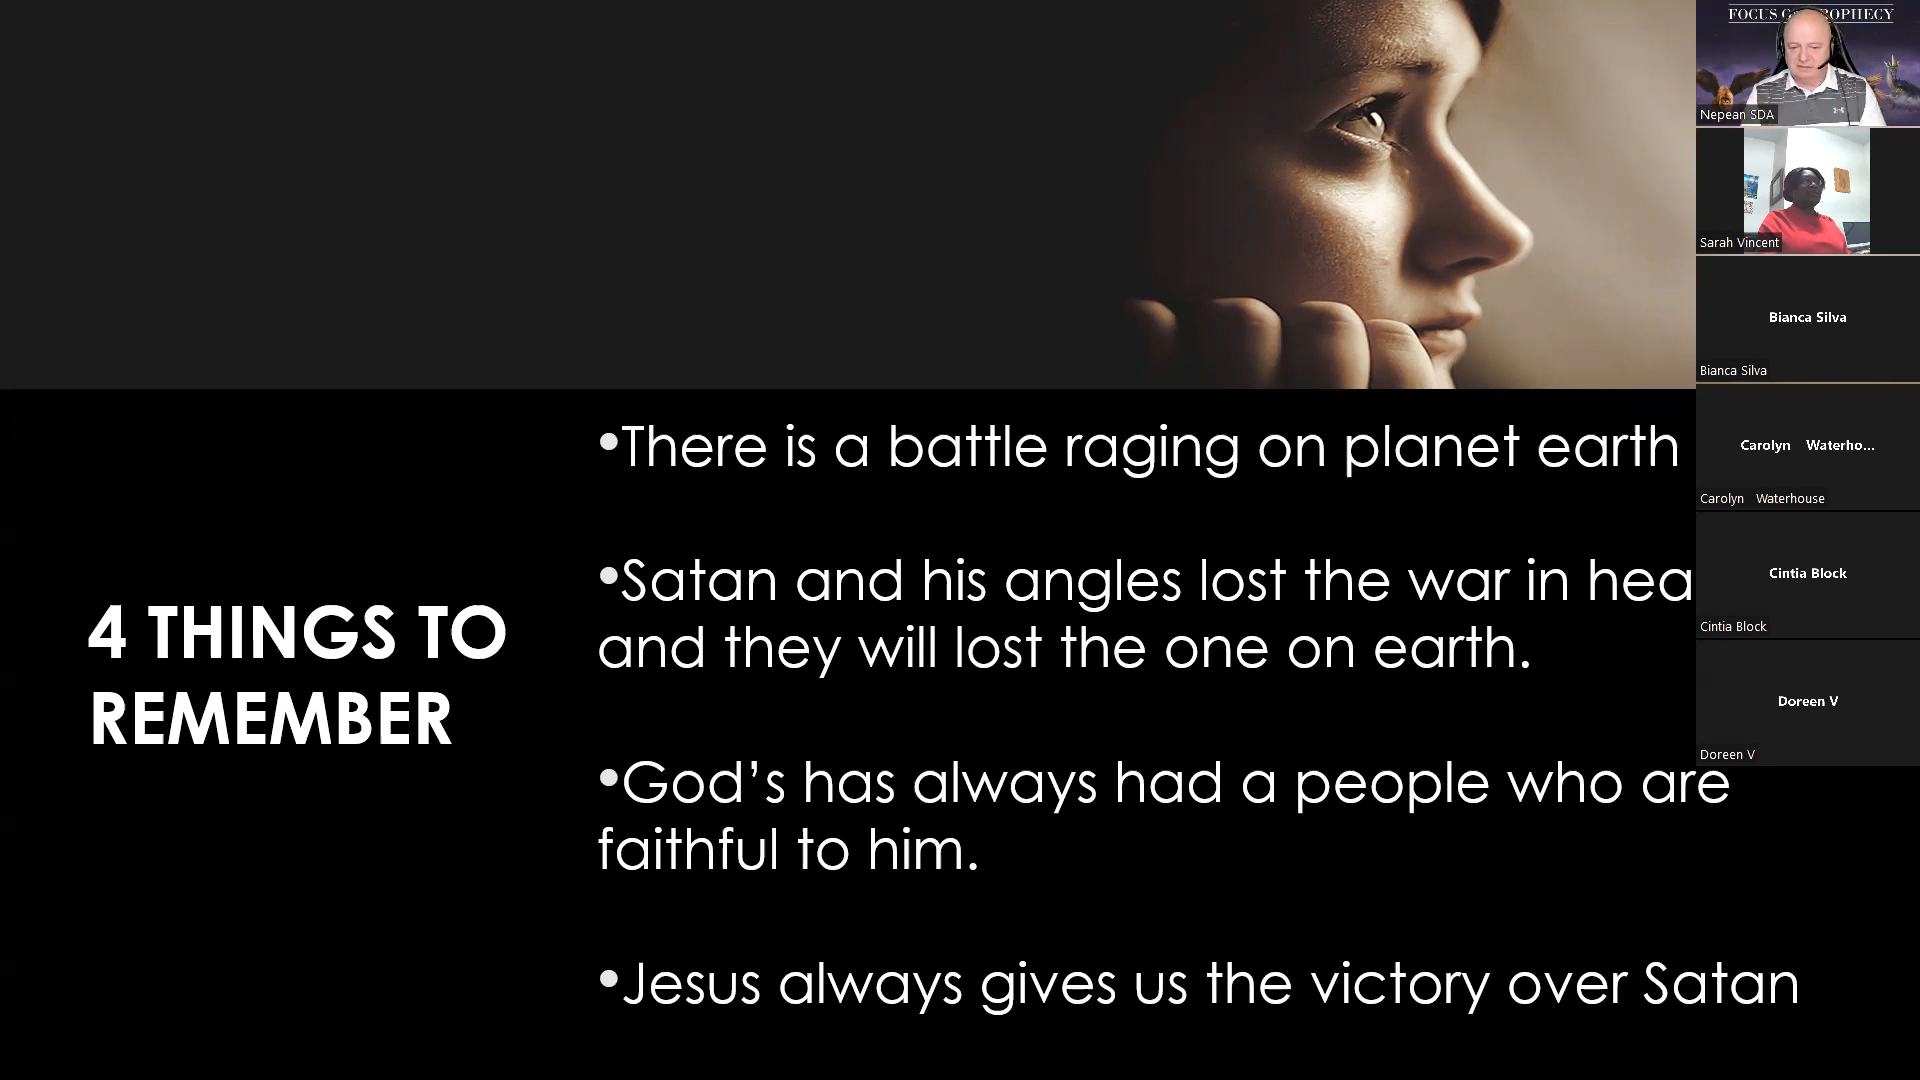 4 THINGS TO
REMEMBER
•There is a battle raging on planet earth
•Satan and his angles lost the war in hea
and they will lost the one on earth.
•God’s has always had a people who are
faithful to him.
•Jesus always gives us the victory over Satan
FOCUS PROPHECY
Nepean SDA
Sarah Vincent
Bianca Silva
Bianca Silva
Carolyn Waterho...
Carolyn Waterhouse
Cintia Block
Cintia Block
Doreen V
Doreen V